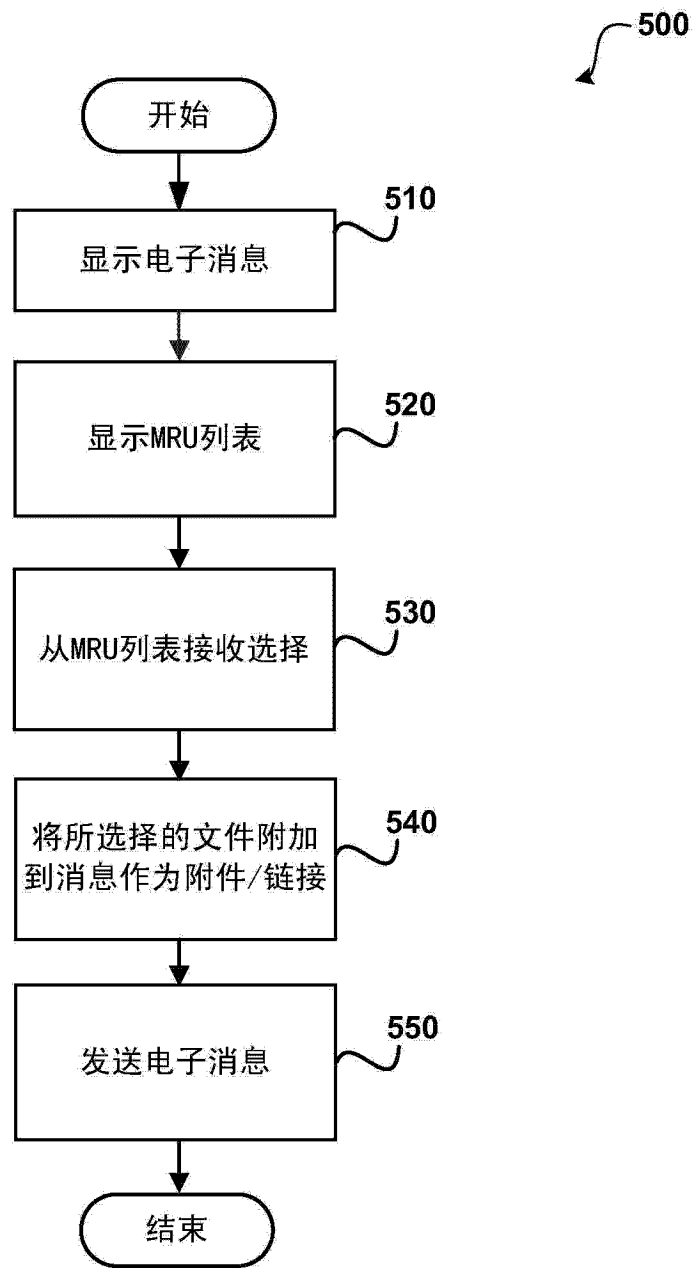 500
开始
510
显示电子消息
520
显示MRU列表
530
从MRU列表接收选择
540
将所选择的文件附加
到消息作为附件/链接
550
发送电子消息
结束